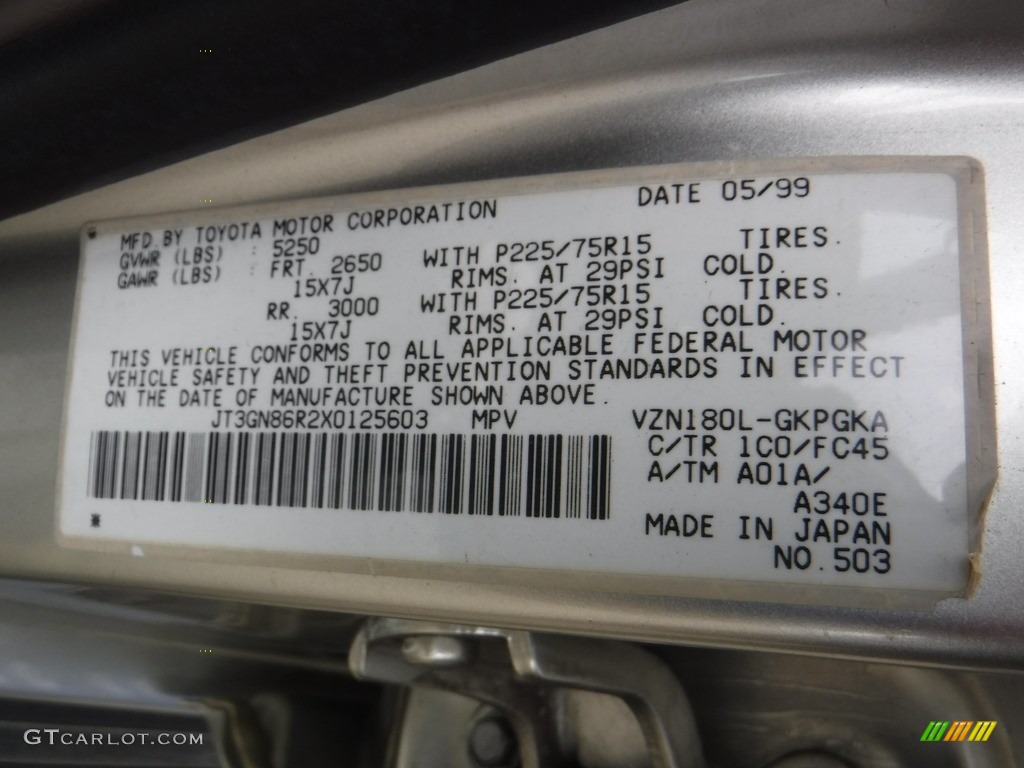 DATE 05/99
MFD. BY TOYOTA MOTOR CORPORATION
GVWR (LBS) : 5250
GAWR (LBS) : FRT. 2650 WITH P225/75R15 TIRES.
15X7J RIMS. AT 29PSI COLD.
RR. 3000 WITH P225/75R15 TIRES.
15X7J RIMS. AT 29PSI COLD.
THIS VEHICLE CONFORMS TO ALL APPLICABLE FEDERAL MOTOR
VEHICLE SAFETY AND THEFT PREVENTION STANDARDS IN EFFECT
ON THE DATE OF MANUFACTURE SHOWN ABOVE.
JT3GN86R2X0125603 MPV VZN180L-GKPGKA
C/TR 1C0/FC45
A/TM A01A/
A340E
MADE IN JAPAN
NO.503
GTCARLOT.COM